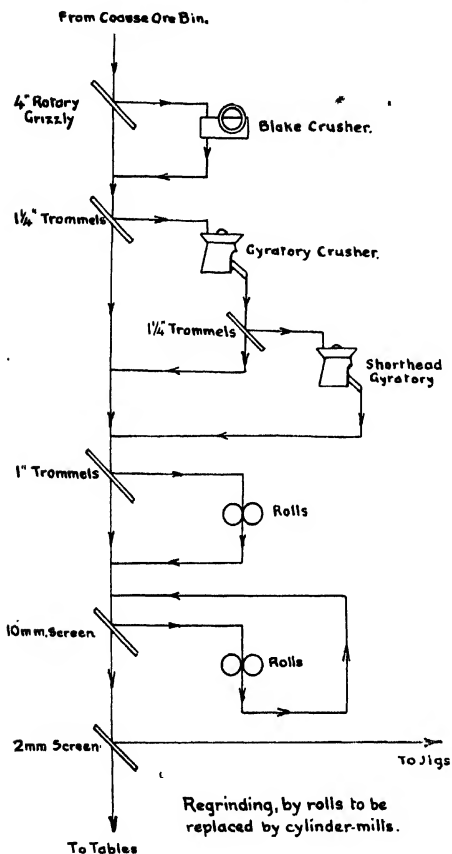 From Coarse Ore Bin.
4" Rotary
Grizzly
Blake Crusher.
1¼" Trommels
Gyratory Crusher.
1¼" Trommels
Shorthead
Gyratory
1" Trommels
Rolls
10mm. Screen
Rolls
2mm Screen
To Jigs
Regrinding, by rolls to be
replaced by cylinder-mills.
To Tables